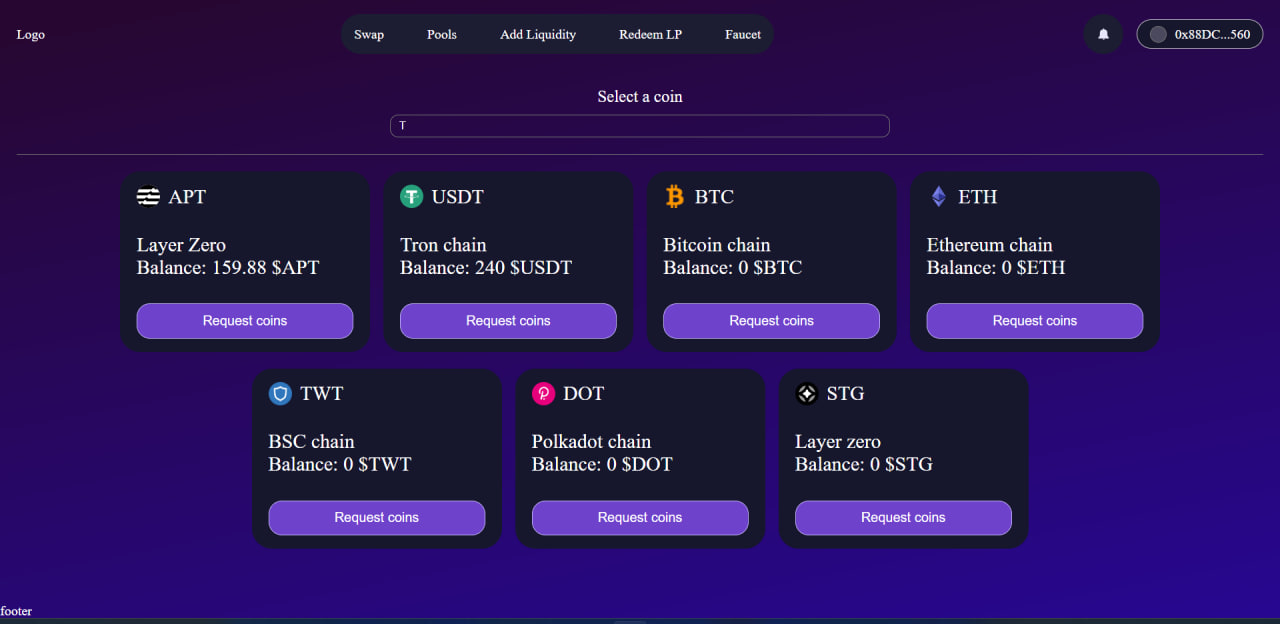 Logo
Swap Pools Add Liquidity Redeem LP Faucet
0x88DC...560
Select a coin
T
APT
Layer Zero
Balance: 159.88 $APT
Request coins
USDT
Tron chain
Balance: 240 $USDT
Request coins
BTC
Bitcoin chain
Balance: 0 $BTC
Request coins
ETH
Ethereum chain
Balance: 0 $ETH
Request coins
TWT
BSC chain
Balance: 0 $TWT
Request coins
DOT
Polkadot chain
Balance: 0 $DOT
Request coins
STG
Layer zero
Balance: 0 $STG
Request coins
footer